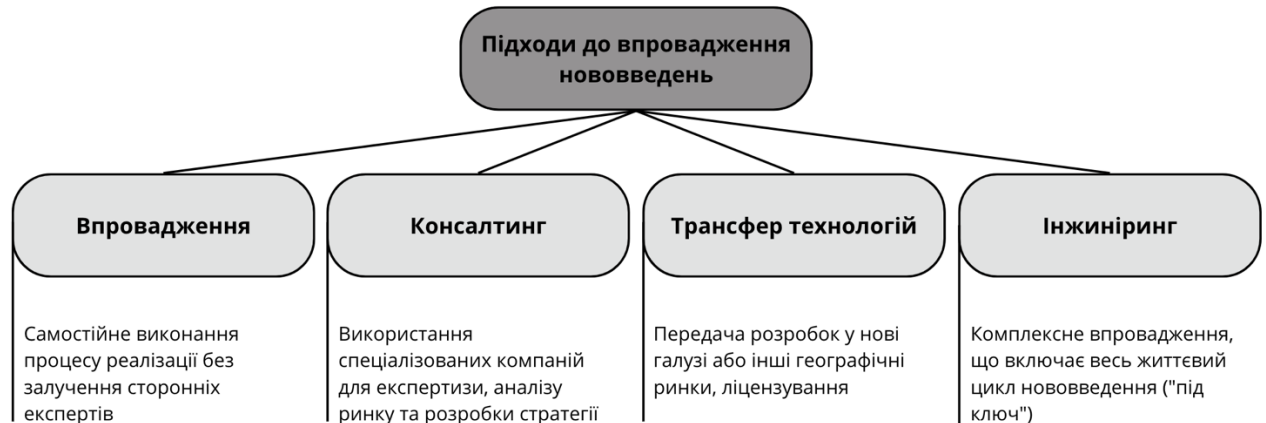 Підходи до впровадження
нововведень
Впровадження
Консалтинг
Трансфер технологій
Інжиніринг
Самостійне виконання
процесу реалізації без
залучення сторонніх
експертів
Використання
спеціалізованих компаній
для експертизи, аналізу
ринку та розробки стратегії
Передача розробок у нові
галузі або інші географічні
ринки, ліцензування
Комплексне впровадження,
що включає весь життєвий
цикл нововведення ("під
ключ")